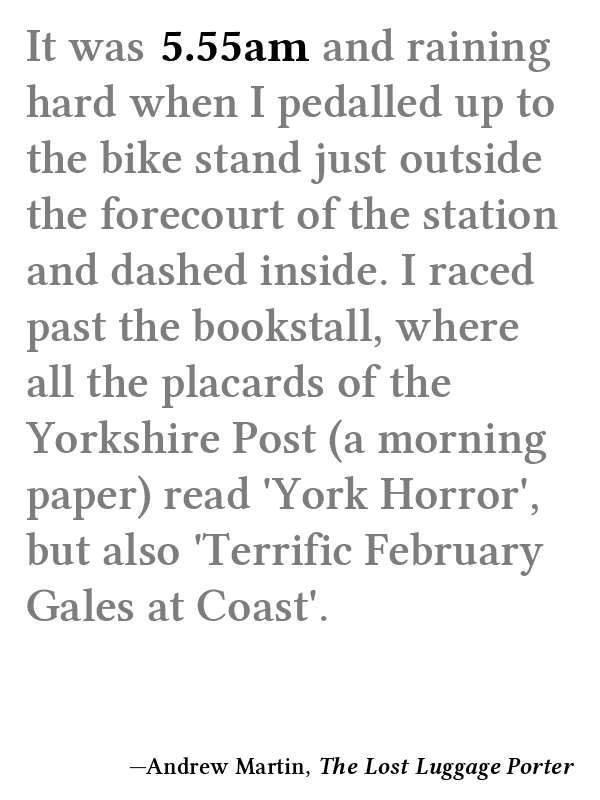 It was 5.55am and raining
hard when I pedalled up to
the bike stand just outside
the forecourt of the station
and dashed inside. I raced
past the bookstall, where
all the placards of the
Yorkshire Post (a morning
paper) read 'York Horror',
but also 'Terrific February
Gales at Coast'.
—Andrew Martin, The Lost Luggage Porter